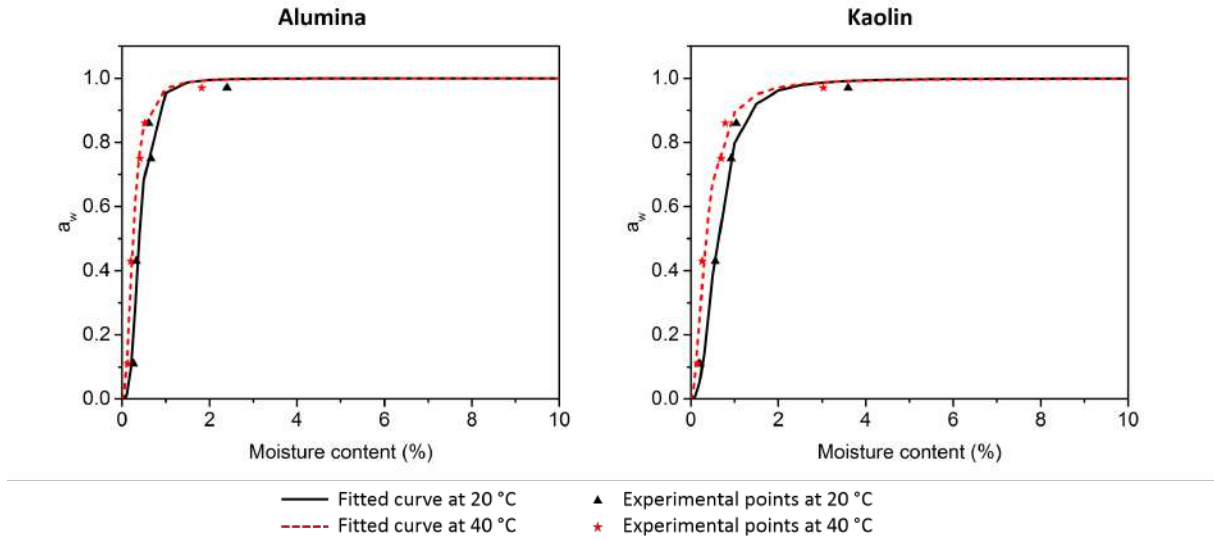 Alumina
1.0
0.8
0.6
0.4
0.2
0.0
a_w
0 2 4 6 8 10
Moisture content (%)
Kaolin
1.0
0.8
0.6
0.4
0.2
0.0
a_w
0 2 4 6 8 10
Moisture content (%)
Fitted curve at 20 °C Experimental points at 20 °C
Fitted curve at 40 °C Experimental points at 40 °C